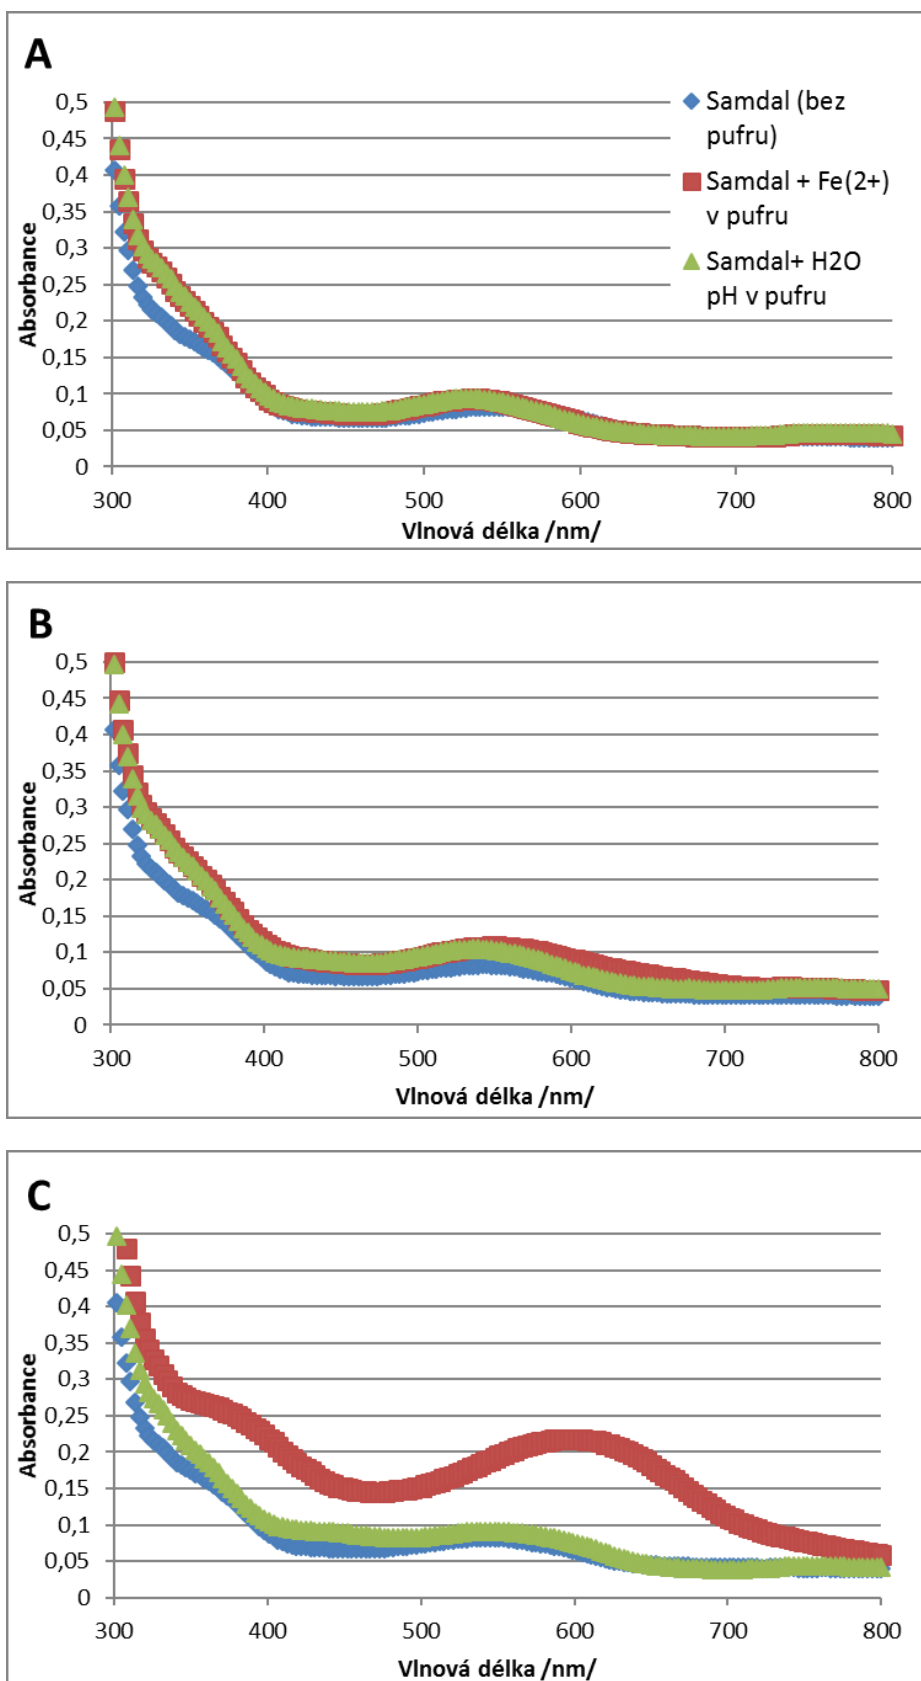 A
0,5
0,45
0,4
0,35
0,3
0,25
0,2
0,15
0,1
0,05
0
Absorbance
300 400 500 600 700 800
Vlnová délka /nm/
Samdal (bez
pufru)
Samdal + Fe(2+)
v pufru
Samdal+ H2O
pH v pufru
B
0,5
0,45
0,4
0,35
0,3
0,25
0,2
0,15
0,1
0,05
0
Absorbance
300 400 500 600 700 800
Vlnová délka /nm/
C
0,5
0,45
0,4
0,35
0,3
0,25
0,2
0,15
0,1
0,05
0
Absorbance
300 400 500 600 700 800
Vlnová délka /nm/